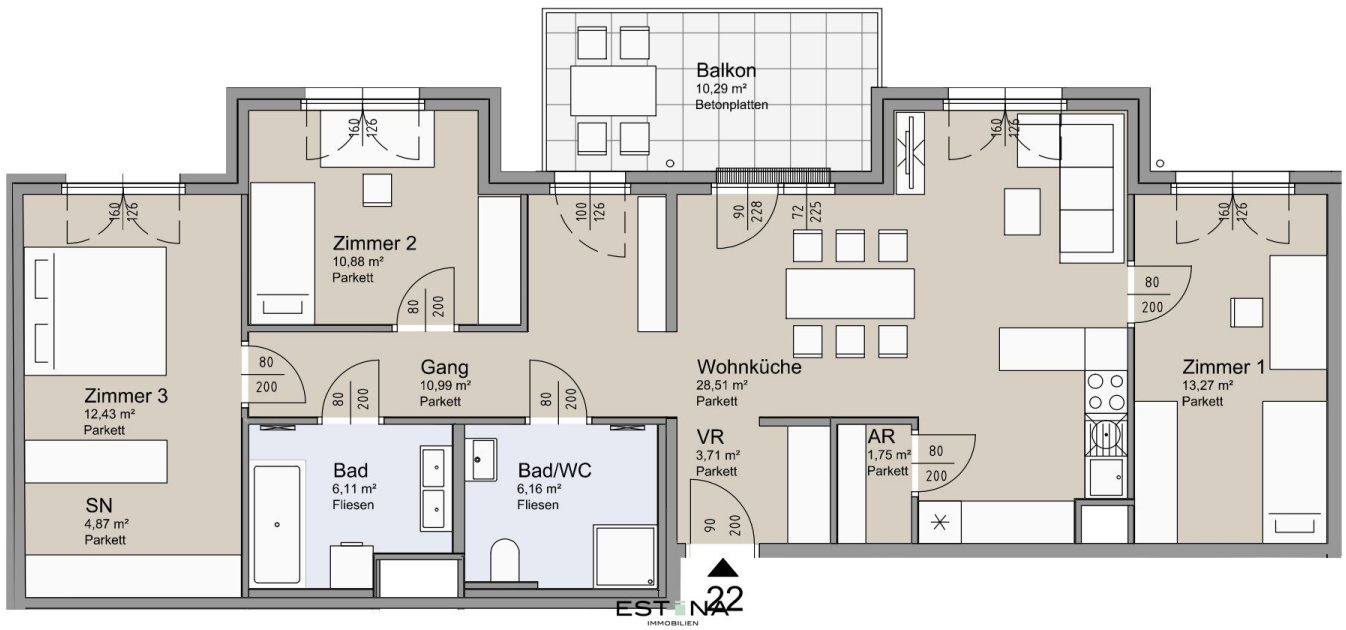 Balkon
10,29 m²
Betonplatten
160
126
160
126
160
126
100
126
90
228
72
225
160
126
Zimmer 2
10,88 m²
Parkett
80
200
80
200
Gang
10,99 m²
Parkett
Wohnküche
28,51 m²
Parkett
Zimmer 1
13,27 m²
Parkett
80
200
Zimmer 3
12,43 m²
Parkett
80
200
80
200
VR
3,71 m²
Parkett
AR
1,75 m²
Parkett
80
200
Bad
6,11 m²
Fliesen
Bad/WC
6,16 m²
Fliesen
SN
4,87 m²
Parkett
90
200
22
IMMOBILIEN